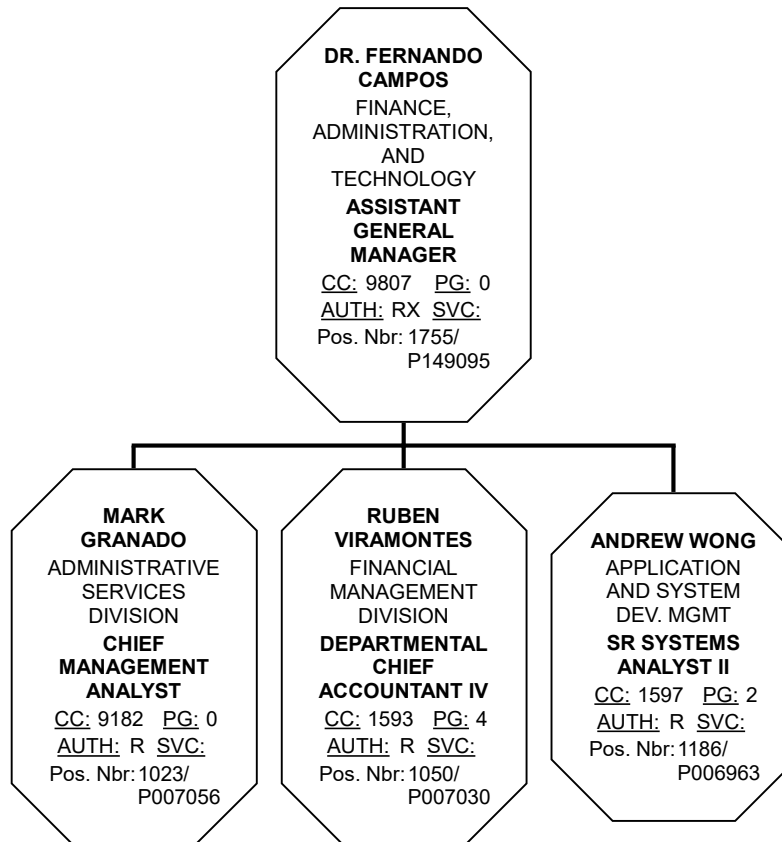 DR. FERNANDO
CAMPOS
FINANCE,
ADMINISTRATION,
AND
TECHNOLOGY
ASSISTANT
GENERAL
MANAGER
CC: 9807 PG: 0
AUTH: RX SVC:
Pos. Nbr: 1755/
P149095
MARK
GRANADO
ADMINISTRATIVE
SERVICES
DIVISION
CHIEF
MANAGEMENT
ANALYST
CC: 9182 PG: 0
AUTH: R SVC:
Pos. Nbr: 1023/
P007056
RUBEN
VIRAMONTES
FINANCIAL
MANAGEMENT
DIVISION
DEPARTMENTAL
CHIEF
ACCOUNTANT IV
CC: 1593 PG: 4
AUTH: R SVC:
Pos. Nbr: 1050/
P007030
ANDREW WONG
APPLICATION
AND SYSTEM
DEV. MGMT
SR SYSTEMS
ANALYST II
CC: 1597 PG: 2
AUTH: R SVC:
Pos. Nbr: 1186/
P006963